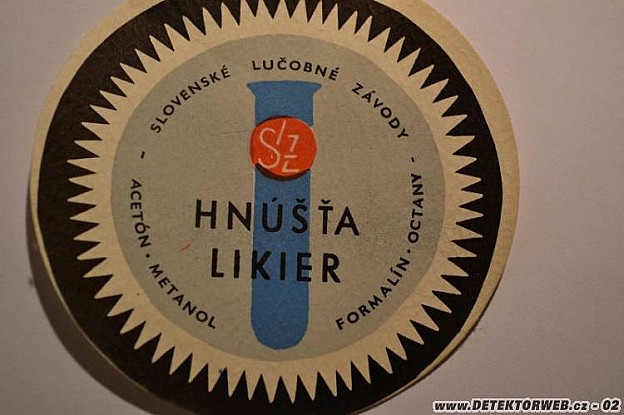 - SLOVENSKÉ LUČOBNÉ ZÁVODY -
SLZ
HNÚŠŤA
LIKIER
ACETÓN · METANOL
FORMALÍN · OCTANY
www.DETEKTORWEB.cz - 02